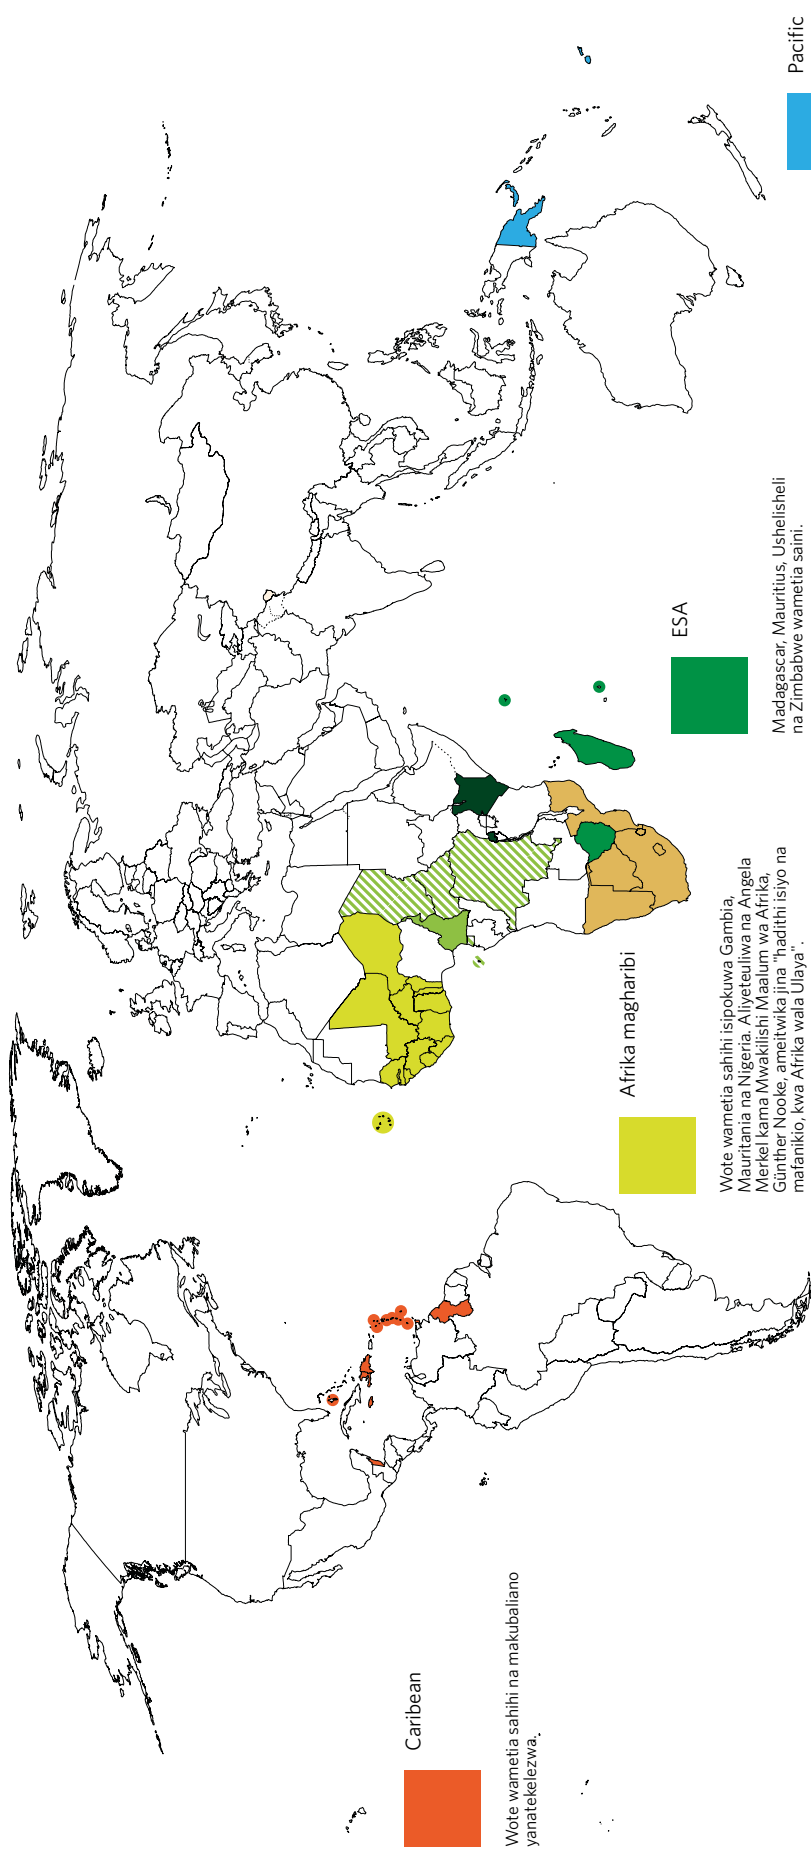 Caribean
Wote wametia sahihi na makubaliano
yanatekelezwa.
Afrika magharibi
Wote wametia sahihi isipokuwa Gambia,
Mauritania na Nigeria. Aliyeteuliwa na Angela
Merkel kama Mwakilishi Maalum wa Afrika,
Günther Nooke, ameitwika jina "hadithi isiyo na
mafanikio, kwa Afrika wala Ulaya".
ESA
Madagascar, Mauritius, Ushelisheli
na Zimbabwe wametia saini.
Pacific